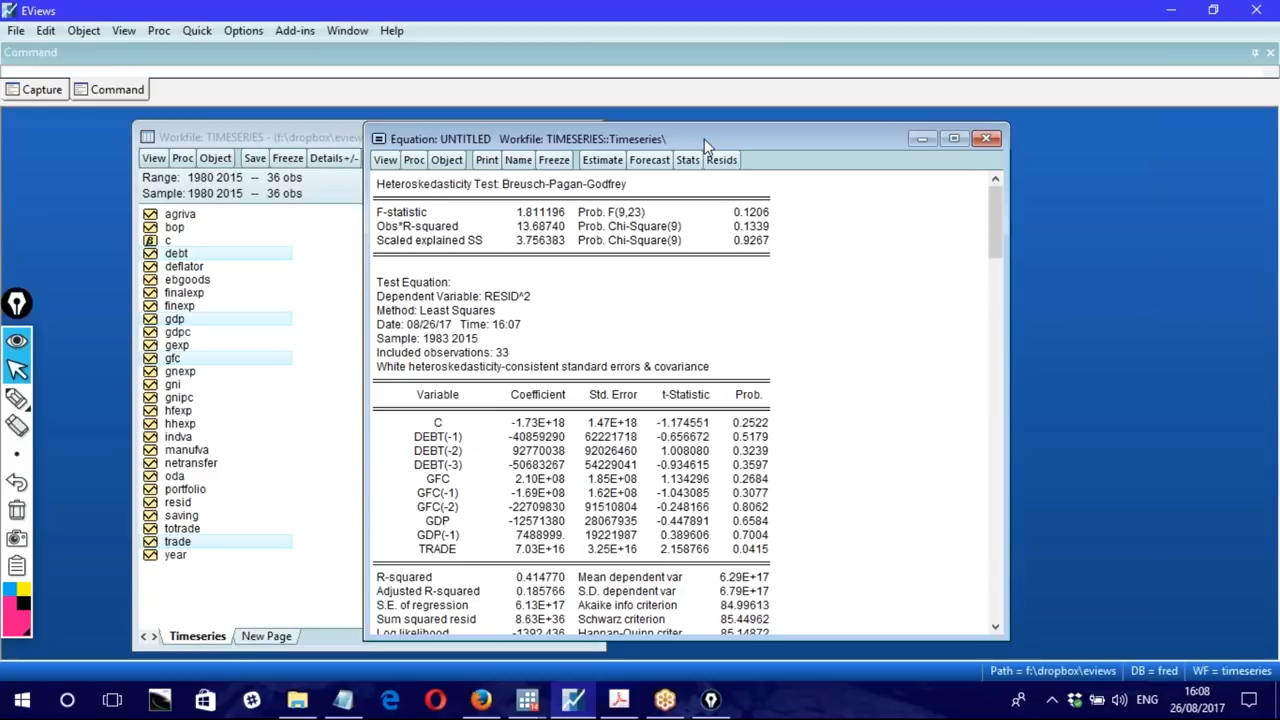 EViews
File Edit Object View Proc Quick Options Add-ins Window Help
Command
Capture Command
Workfile: TIMESERIES - (f:\dropbox\eview
View Proc Object Save Freeze Details+/-
Range: 1980 2015 -- 36 obs
Sample: 1980 2015 -- 36 obs
agriva
bop
c
debt
deflator
ebgoods
finalexp
finexp
gdp
gdpc
gexp
gfc
gnexp
gni
gnipc
hfexp
hhexp
indva
manufva
netransfer
oda
portfolio
resid
saving
totrade
trade
year
Timeseries New Page
Equation: UNTITLED Workfile: TIMESERIES::Timeseries\
View Proc Object Print Name Freeze Estimate Forecast Stats Resids
Heteroskedasticity Test: Breusch-Pagan-Godfrey
F-statistic 1.811196 Prob. F(9,23) 0.1206
Obs*R-squared 13.68740 Prob. Chi-Square(9) 0.1339
Scaled explained SS 3.756383 Prob. Chi-Square(9) 0.9267
Test Equation:
Dependent Variable: RESID^2
Method: Least Squares
Date: 08/26/17 Time: 16:07
Sample: 1983 2015
Included observations: 33
White heteroskedasticity-consistent standard errors & covariance
Variable Coefficient Std. Error t-Statistic Prob.
C -1.73E+18 1.47E+18 -1.174551 0.2522
DEBT(-1) -40859290 62221718 -0.656672 0.5179
DEBT(-2) 92770038 92026460 1.008080 0.3239
DEBT(-3) -50683267 54229041 -0.934615 0.3597
GFC 2.10E+08 1.85E+08 1.134296 0.2684
GFC(-1) -1.69E+08 1.62E+08 -1.043085 0.3077
GFC(-2) -22709830 91510804 -0.248166 0.8062
GDP -12571380 28067935 -0.447891 0.6584
GDP(-1) 7488999. 19221987 0.389606 0.7004
TRADE 7.03E+16 3.25E+16 2.158766 0.0415
R-squared 0.414770 Mean dependent var 6.29E+17
Adjusted R-squared 0.185766 S.D. dependent var 6.79E+17
S.E. of regression 6.13E+17 Akaike info criterion 84.99613
Sum squared resid 8.63E+36 Schwarz criterion 85.44962
Log likelihood -1392.436 Hannan-Quinn criter. 85.14872
Path = f:\dropbox\eviews DB = fred WF = timeseries
ENG
16:08
26/08/2017